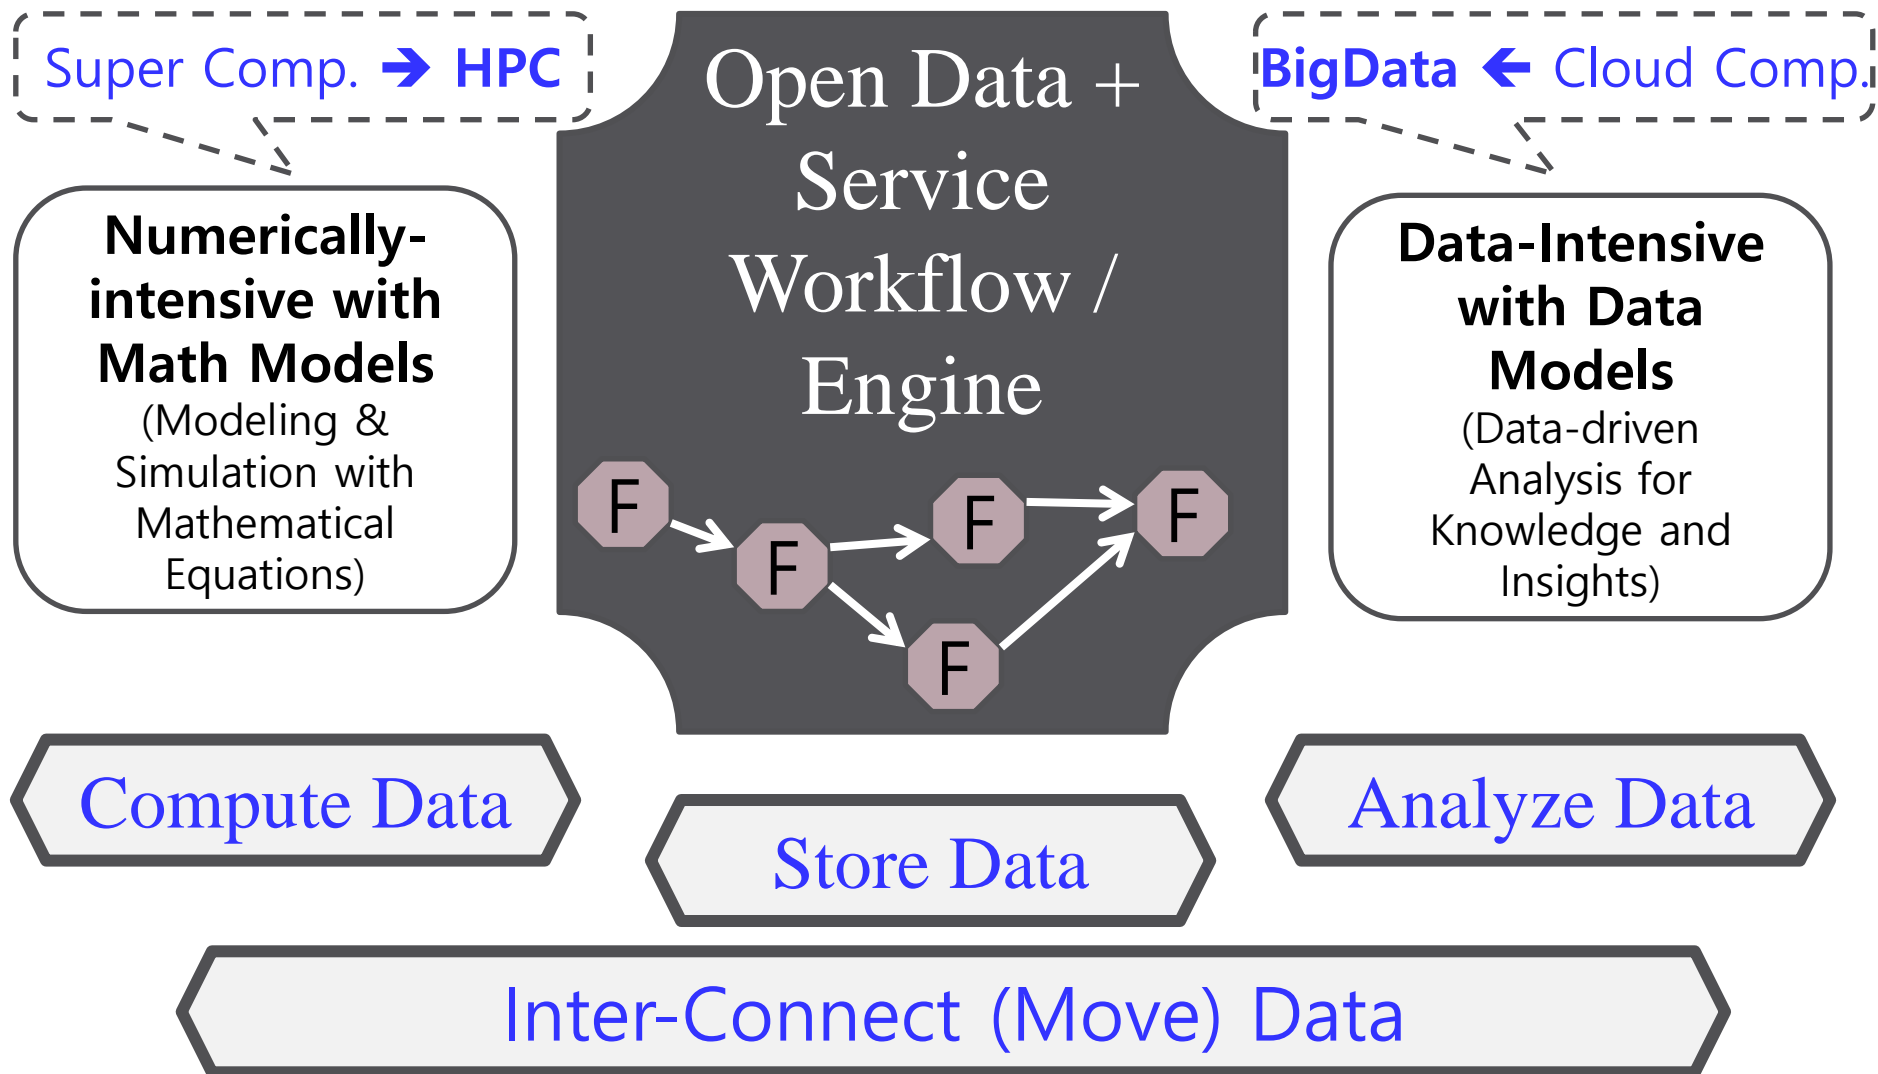 Super Comp. ➔ HPC
Numerically-
intensive with
Math Models
(Modeling &
Simulation with
Mathematical
Equations)
Open Data +
Service
Workflow /
Engine
F
F
F
F
F
BigData 🡸 Cloud Comp.
Data-Intensive
with Data
Models
(Data-driven
Analysis for
Knowledge and
Insights)
Compute Data
Store Data
Analyze Data
Inter-Connect (Move) Data